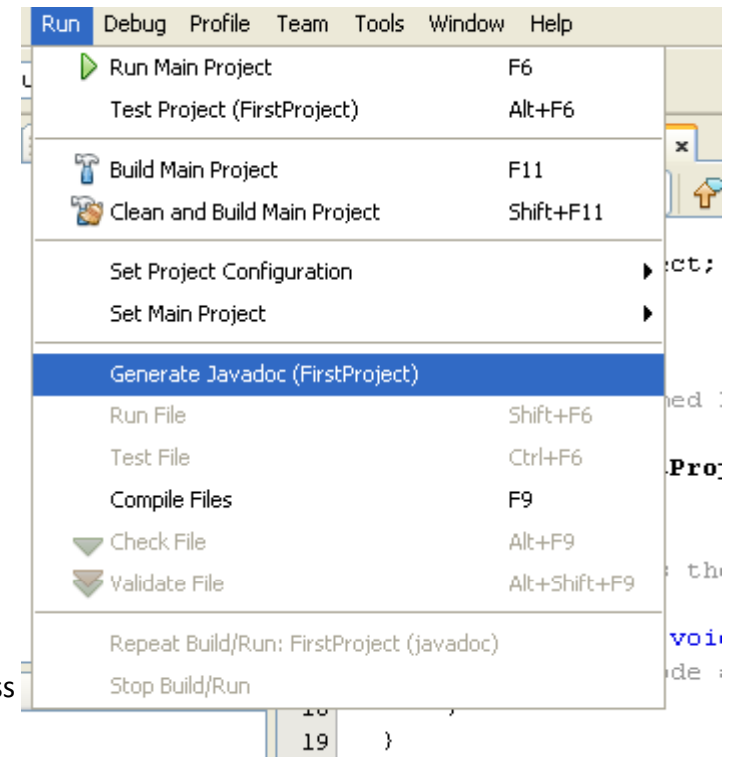 Run Debug Profile Team Tools Window Help
Run Main Project F6
Test Project (FirstProject) Alt+F6
Build Main Project F11
Clean and Build Main Project Shift+F11
Set Project Configuration
ct;
Set Main Project
Generate Javadoc (FirstProject)
Run File Shift+F6
Test File Ctrl+F6
Compile Files F9
Check File Alt+F9
Validate File Alt+Shift+F9
Repeat Build/Run: FirstProject (javadoc)
Stop Build/Run
18 }
19 }